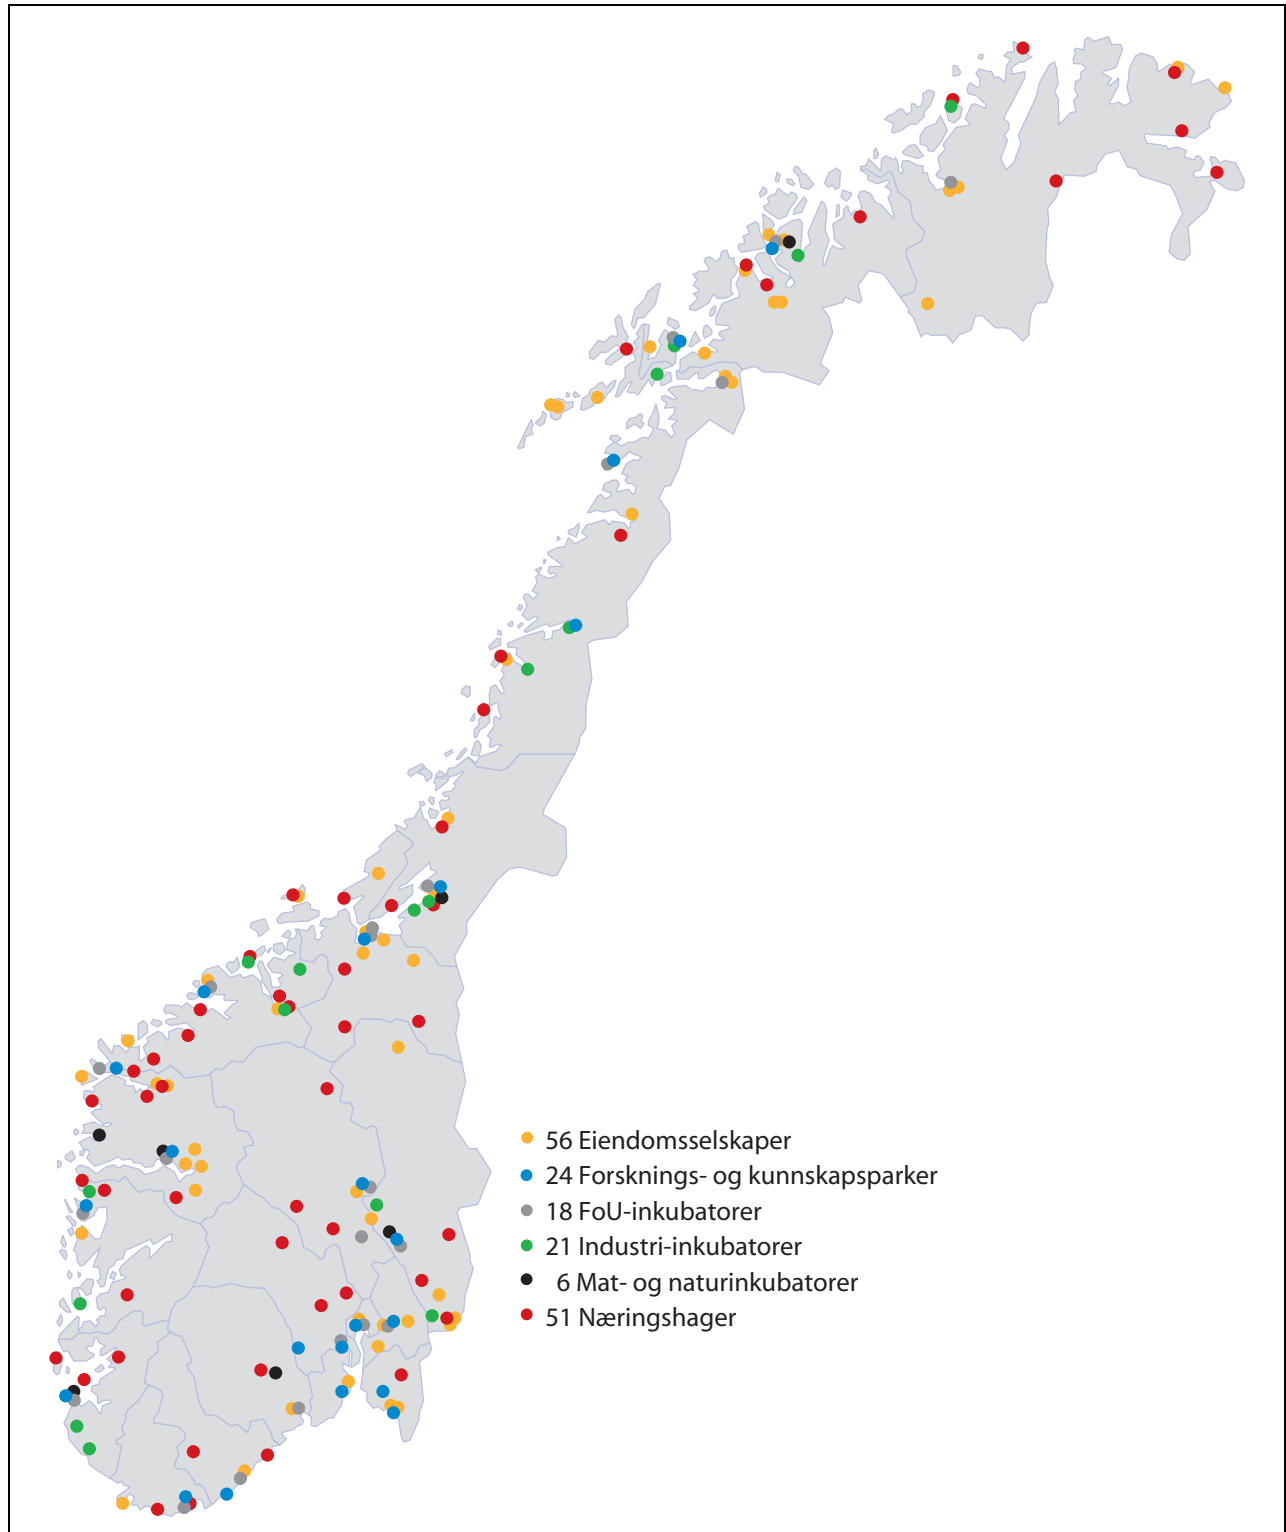 56 Eiendomsselskaper
24 Forsknings- og kunnskapsparker
18 FoU-inkubatorer
21 Industri-inkubatorer
6 Mat- og naturinkubatorer
51 Næringshager